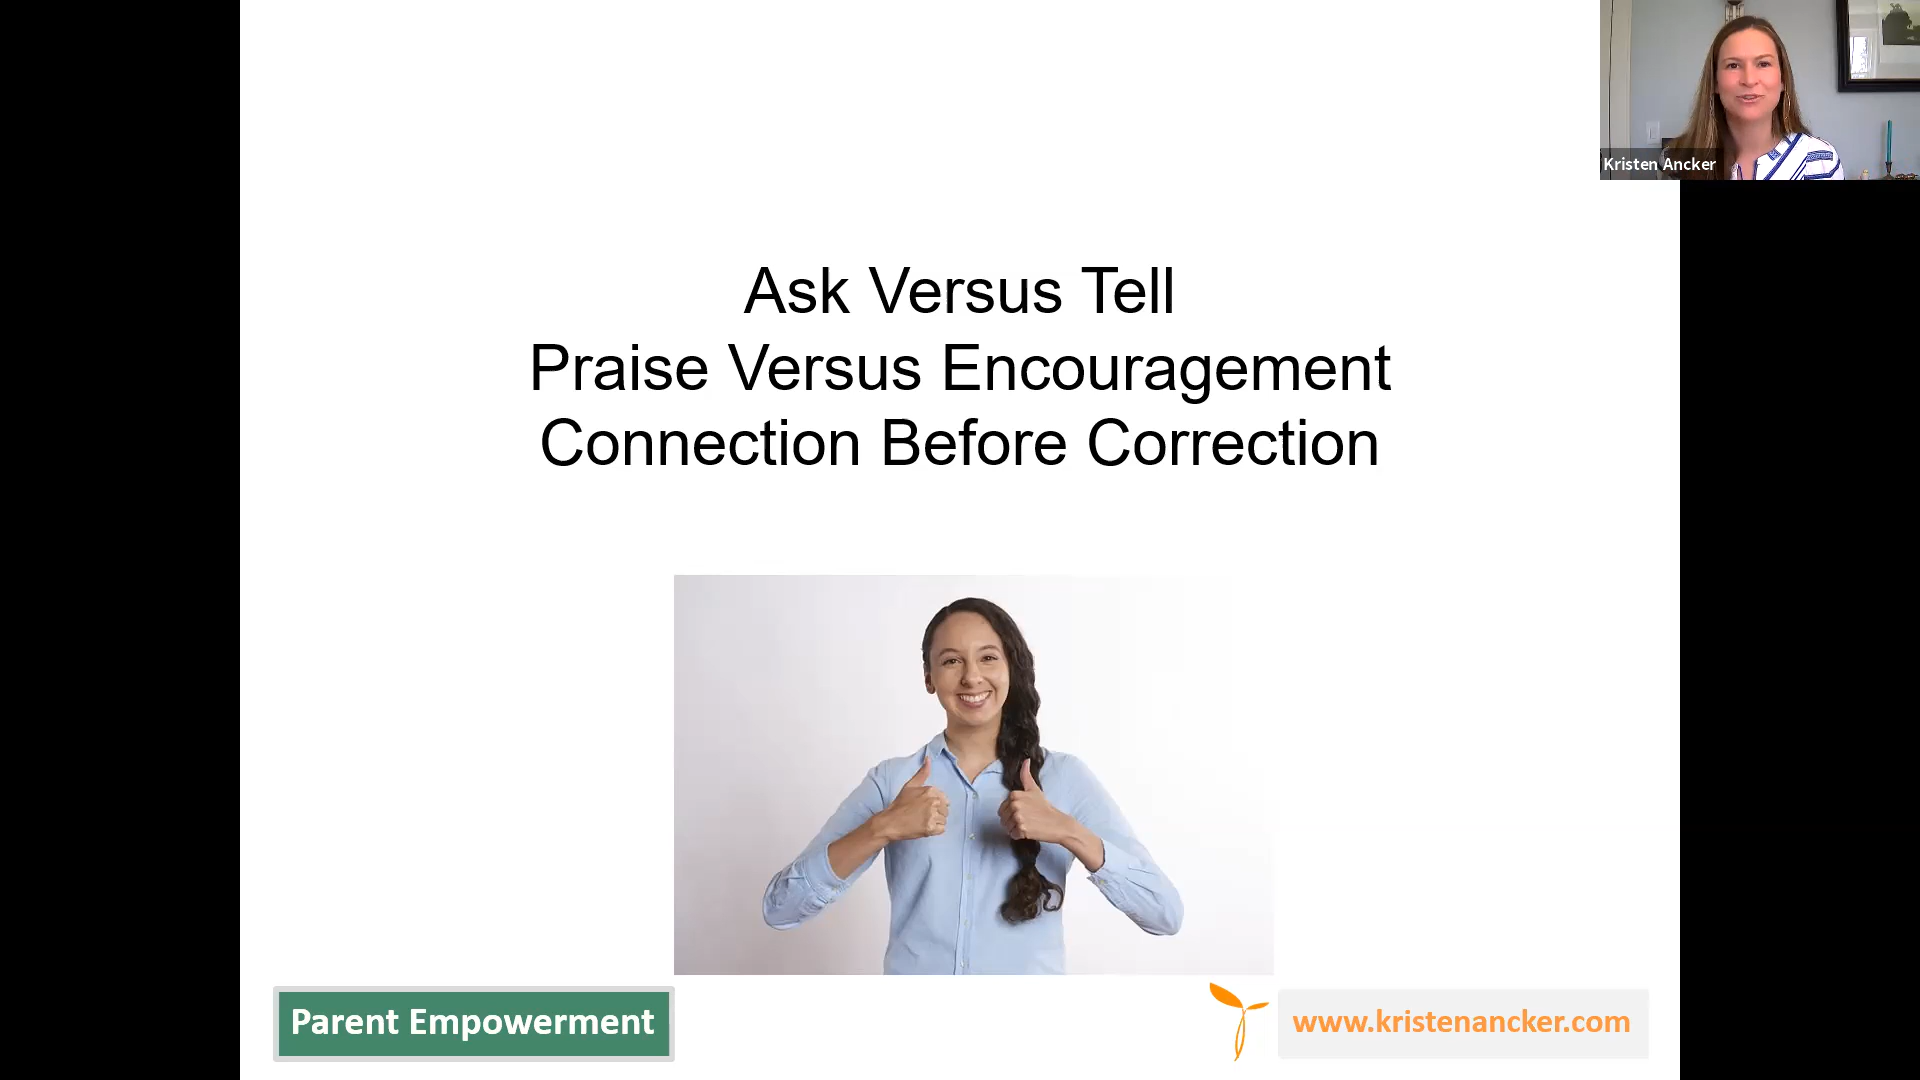 Kristen Ancker
Ask Versus Tell
Praise Versus Encouragement
Connection Before Correction
Parent Empowerment
www.kristenancker.com